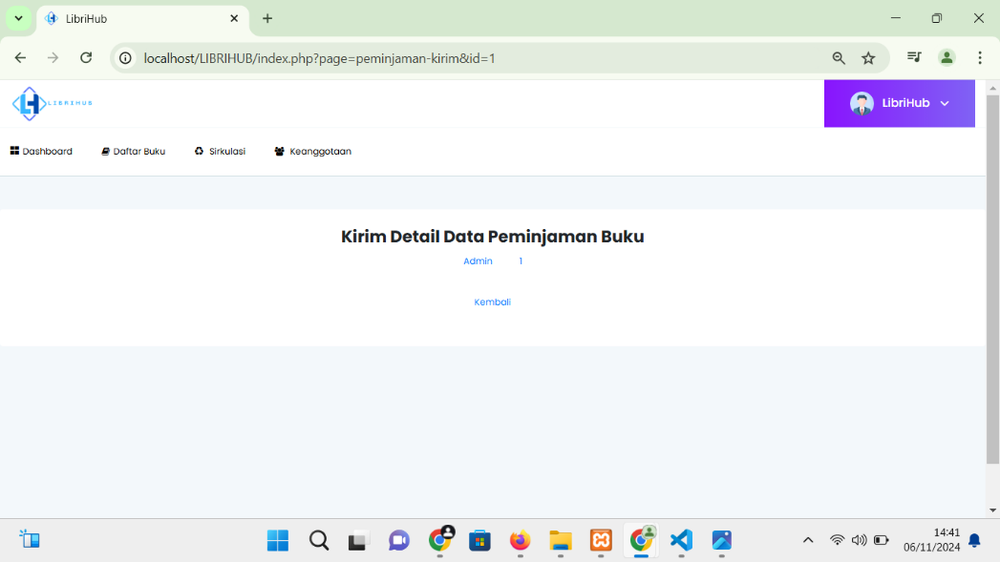 LibriHub
localhost/LIBRIHUB/index.php?page=peminjaman-kirim&id=1
LIBRIHUB
LibriHub
Dashboard Daftar Buku Sirkulasi Keanggotaan
Kirim Detail Data Peminjaman Buku
Admin 1
Kembali
14:41
06/11/2024